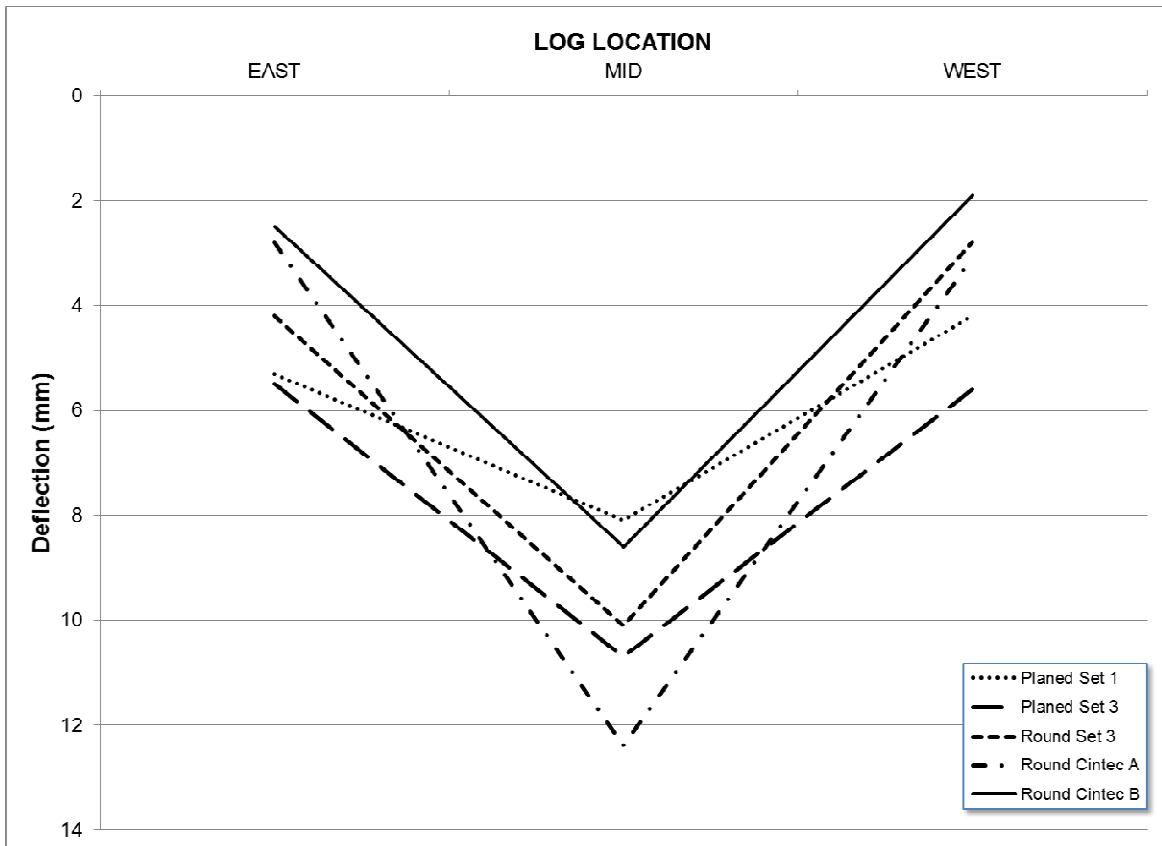 LOG LOCATION
EAST MID WEST
0
2
4
6
8
10
12
14
Deflection (mm)
Planed Set 1
Planed Set 3
Round Set 3
Round Cintec A
Round Cintec B